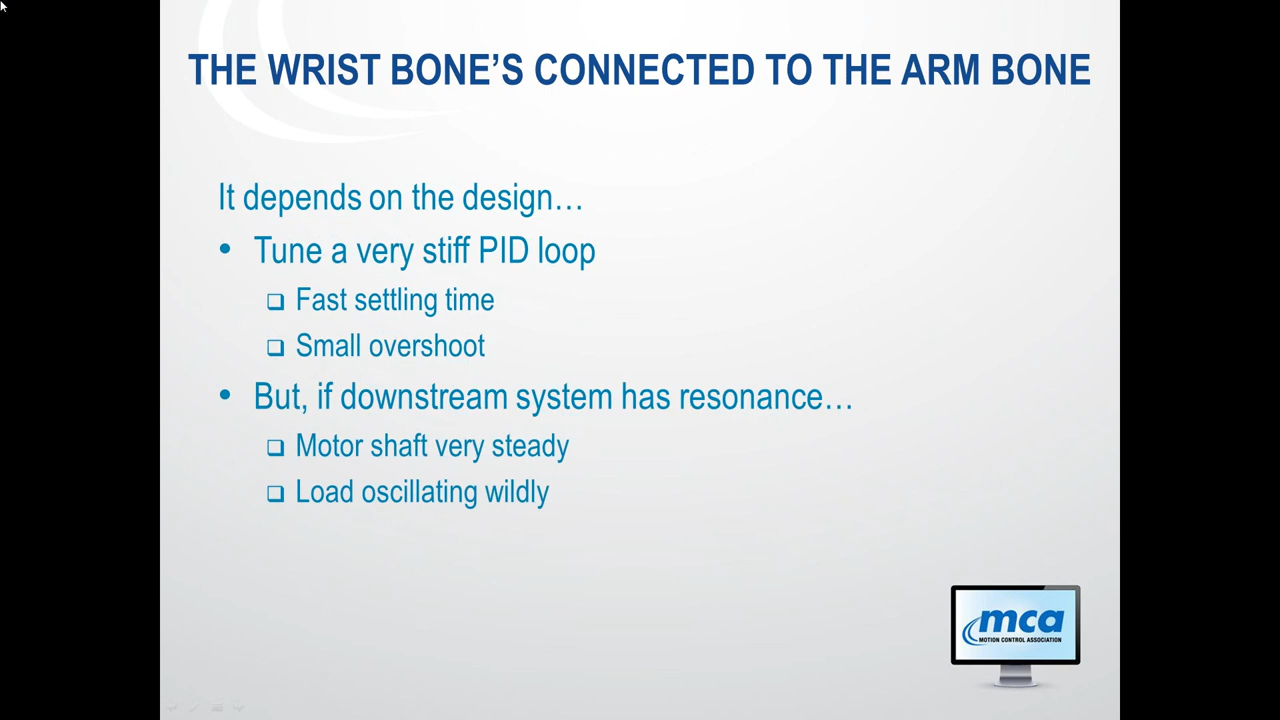 THE WRIST BONE’S CONNECTED TO THE ARM BONE
It depends on the design…
• Tune a very stiff PID loop
❑ Fast settling time
❑ Small overshoot
• But, if downstream system has resonance…
❑ Motor shaft very steady
❑ Load oscillating wildly
mca
MOTION CONTROL ASSOCIATION